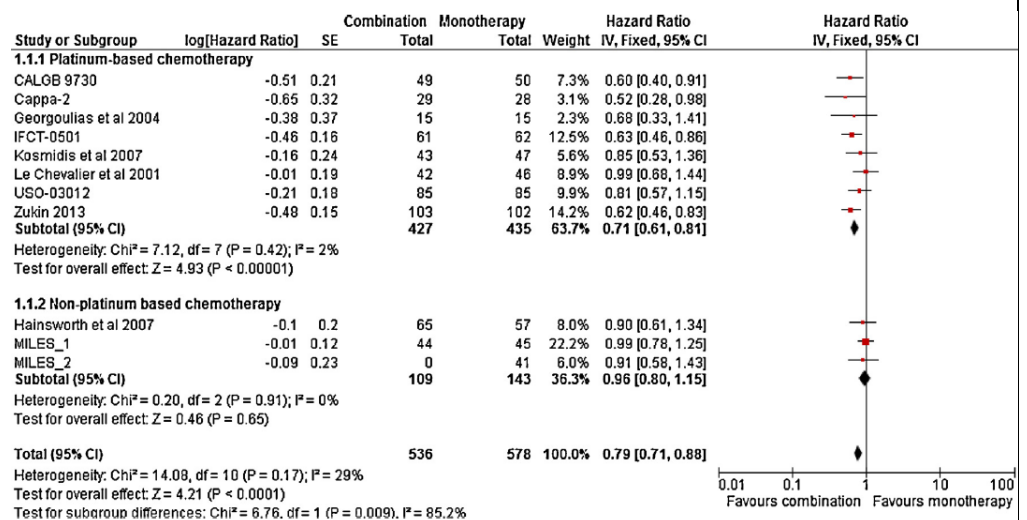 Combination Monotherapy Hazard Ratio Hazard Ratio
Study or Subgroup log[Hazard Ratio] SE Total Total Weight IV, Fixed, 95% CI IV, Fixed, 95% CI
1.1.1 Platinum-based chemotherapy
CALGB 9730 -0.51 0.21 49 50 7.3% 0.60 [0.40, 0.91]
Cappa-2 -0.65 0.32 29 28 3.1% 0.52 [0.28, 0.98]
Georgoulias et al 2004 -0.38 0.37 15 15 2.3% 0.68 [0.33, 1.41]
IFCT-0501 -0.46 0.16 61 62 12.5% 0.63 [0.46, 0.86]
Kosmidis et al 2007 -0.16 0.24 43 47 5.6% 0.85 [0.53, 1.36]
Le Chevalier et al 2001 -0.01 0.19 42 46 8.9% 0.99 [0.68, 1.44]
USO-03012 -0.21 0.18 85 85 9.9% 0.81 [0.57, 1.15]
Zukin 2013 -0.48 0.15 103 102 14.2% 0.62 [0.46, 0.83]
Subtotal (95% CI) 427 435 63.7% 0.71 [0.61, 0.81]
Heterogeneity: Chi² = 7.12, df = 7 (P = 0.42); I² = 2%
Test for overall effect: Z = 4.93 (P < 0.00001)
1.1.2 Non-platinum based chemotherapy
Hainsworth et al 2007 -0.1 0.2 65 57 8.0% 0.90 [0.61, 1.34]
MILES_1 -0.01 0.12 44 45 22.2% 0.99 [0.78, 1.25]
MILES_2 -0.09 0.23 0 41 6.0% 0.91 [0.58, 1.43]
Subtotal (95% CI) 109 143 36.3% 0.96 [0.80, 1.15]
Heterogeneity: Chi² = 0.20, df = 2 (P = 0.91); I² = 0%
Test for overall effect: Z = 0.46 (P = 0.65)
Total (95% CI) 536 578 100.0% 0.79 [0.71, 0.88]
Heterogeneity: Chi² = 14.08, df = 10 (P = 0.17); I² = 29%
Test for overall effect: Z = 4.21 (P < 0.0001)
Test for subgroup differences: Chi² = 6.76, df = 1 (P = 0.009), I² = 85.2%
0.01 0.1 1 10 100
Favours combination Favours monotherapy